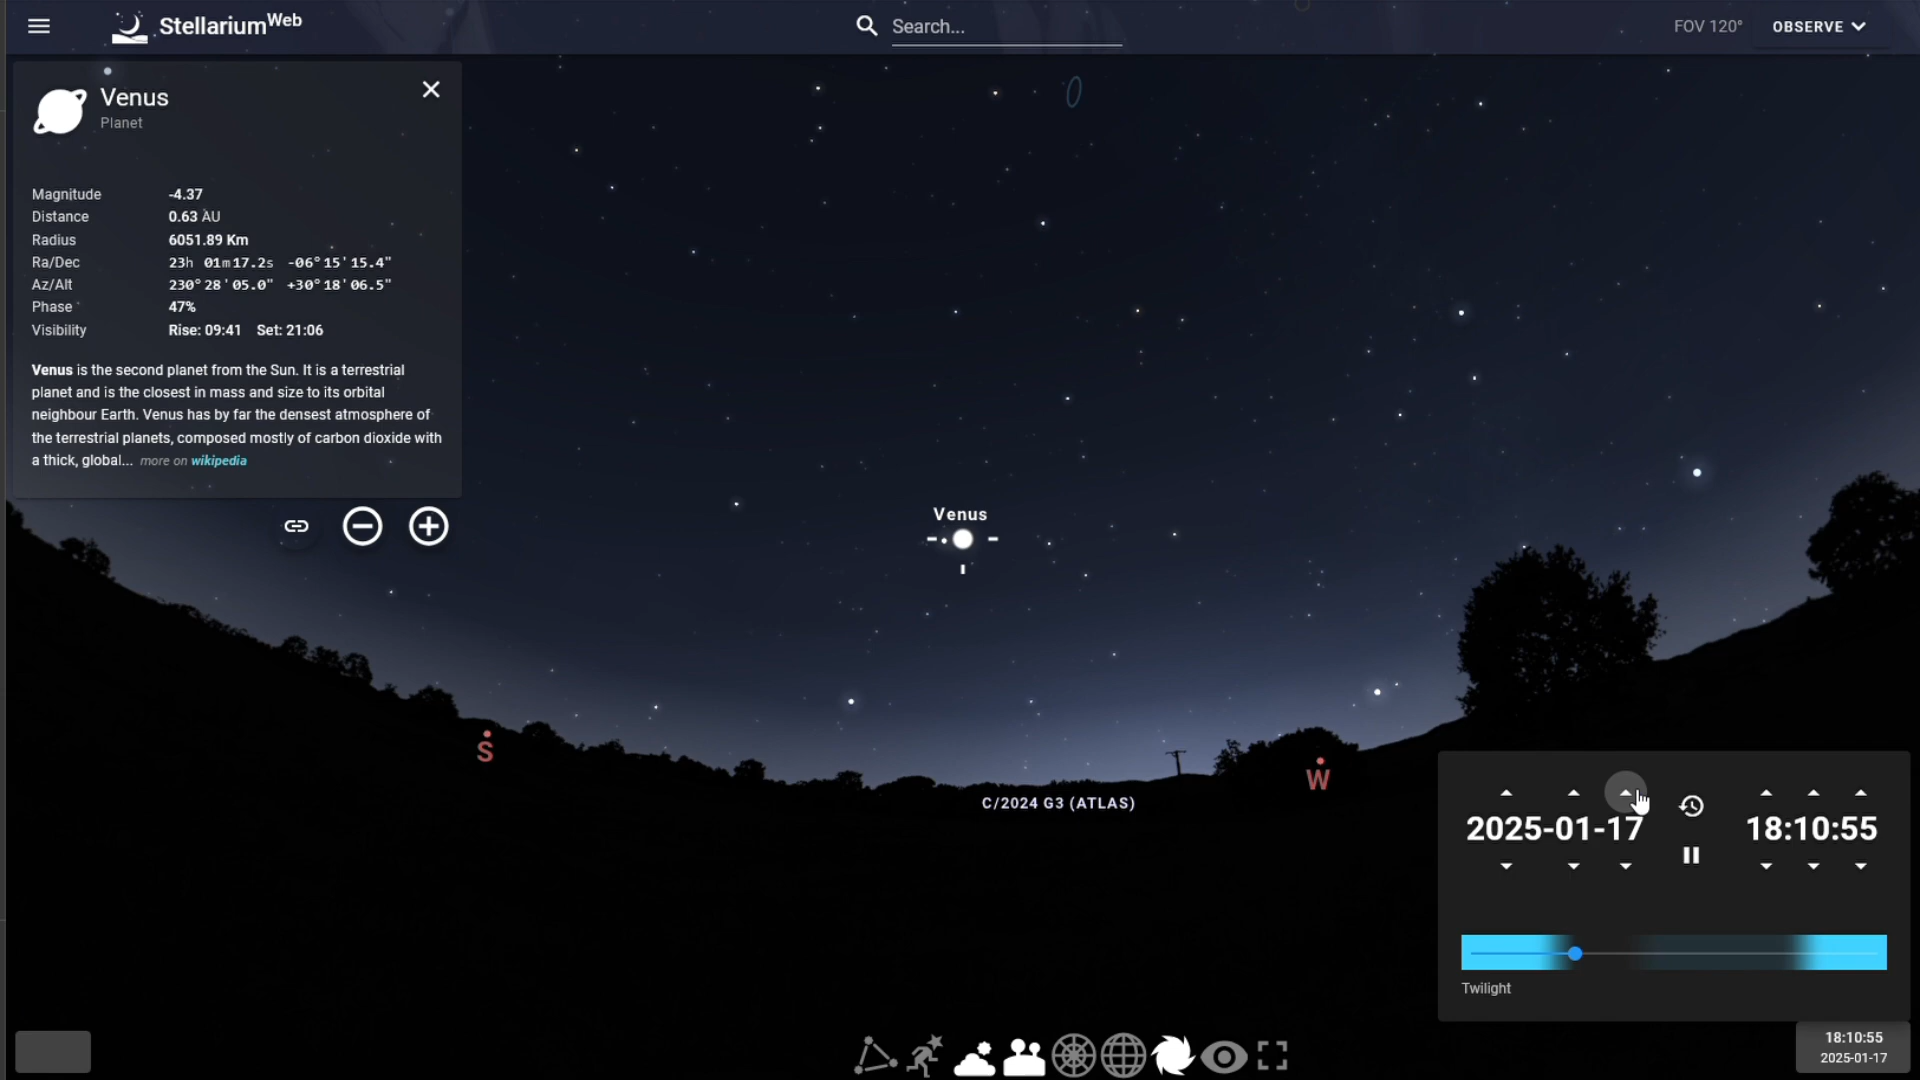 StellariumWeb
Search...
FOV 120°
OBSERVE
Venus
Planet
Magnitude -4.37
Distance 0.63 AU
Radius 6051.89 Km
Ra/Dec 23h 01m17.2s -06°15'15.4"
Az/Alt 230°28'05.0" +30°18'06.5"
Phase 47%
Visibility Rise: 09:41 Set: 21:06
Venus is the second planet from the Sun. It is a terrestrial
planet and is the closest in mass and size to its orbital
neighbour Earth. Venus has by far the densest atmosphere of
the terrestrial planets, composed mostly of carbon dioxide with
a thick, global... more on wikipedia
Venus
S
W
C/2024 G3 (ATLAS)
2025-01-17
18:10:55
Twilight
18:10:55
2025-01-17